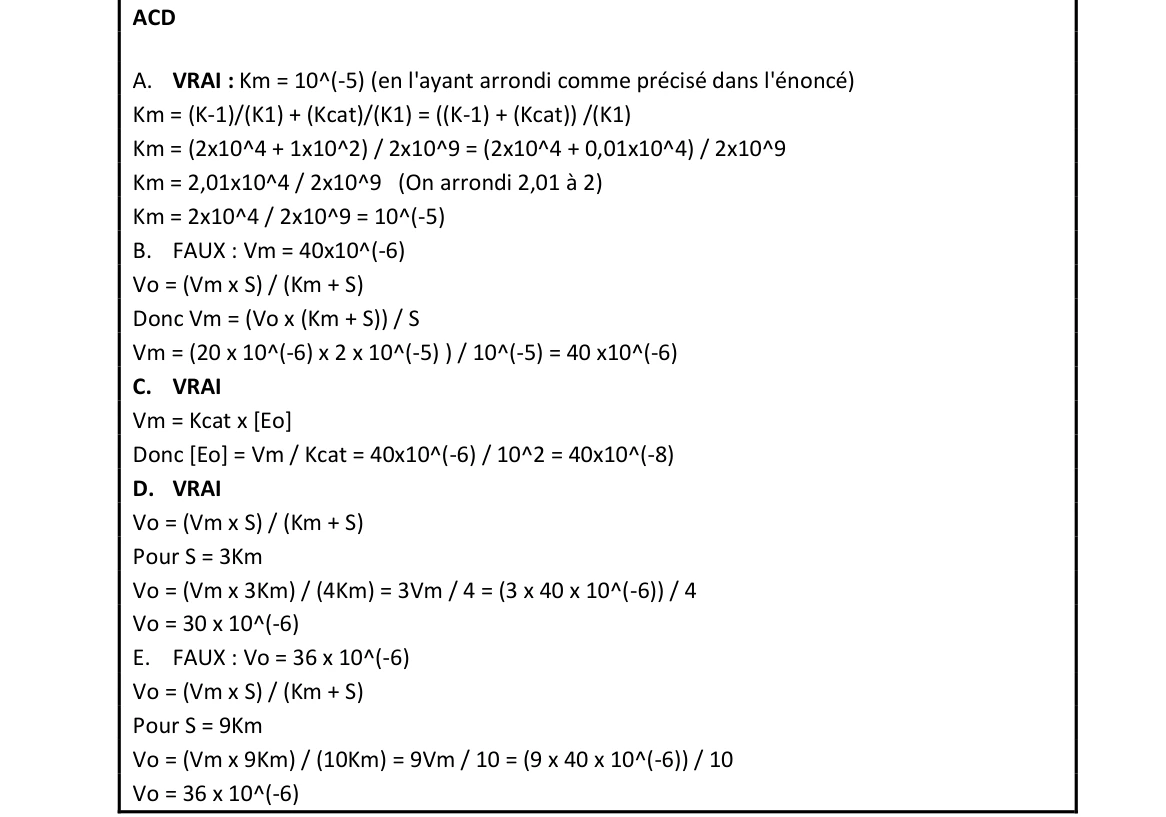 ACD
A. VRAI : Km = 10^(-5) (en l'ayant arrondi comme précisé dans l'énoncé)
Km = (K-1)/(K1) + (Kcat)/(K1) = ((K-1) + (Kcat)) /(K1)
Km = (2x10^4 + 1x10^2) / 2x10^9 = (2x10^4 + 0,01x10^4) / 2x10^9
Km = 2,01x10^4 / 2x10^9 (On arrondi 2,01 à 2)
Km = 2x10^4 / 2x10^9 = 10^(-5)
B. FAUX : Vm = 40x10^(-6)
Vo = (Vm x S) / (Km + S)
Donc Vm = (Vo x (Km + S)) / S
Vm = (20 x 10^(-6) x 2 x 10^(-5) ) / 10^(-5) = 40 x10^(-6)
C. VRAI
Vm = Kcat x [Eo]
Donc [Eo] = Vm / Kcat = 40x10^(-6) / 10^2 = 40x10^(-8)
D. VRAI
Vo = (Vm x S) / (Km + S)
Pour S = 3Km
Vo = (Vm x 3Km) / (4Km) = 3Vm / 4 = (3 x 40 x 10^(-6)) / 4
Vo = 30 x 10^(-6)
E. FAUX : Vo = 36 x 10^(-6)
Vo = (Vm x S) / (Km + S)
Pour S = 9Km
Vo = (Vm x 9Km) / (10Km) = 9Vm / 10 = (9 x 40 x 10^(-6)) / 10
Vo = 36 x 10^(-6)